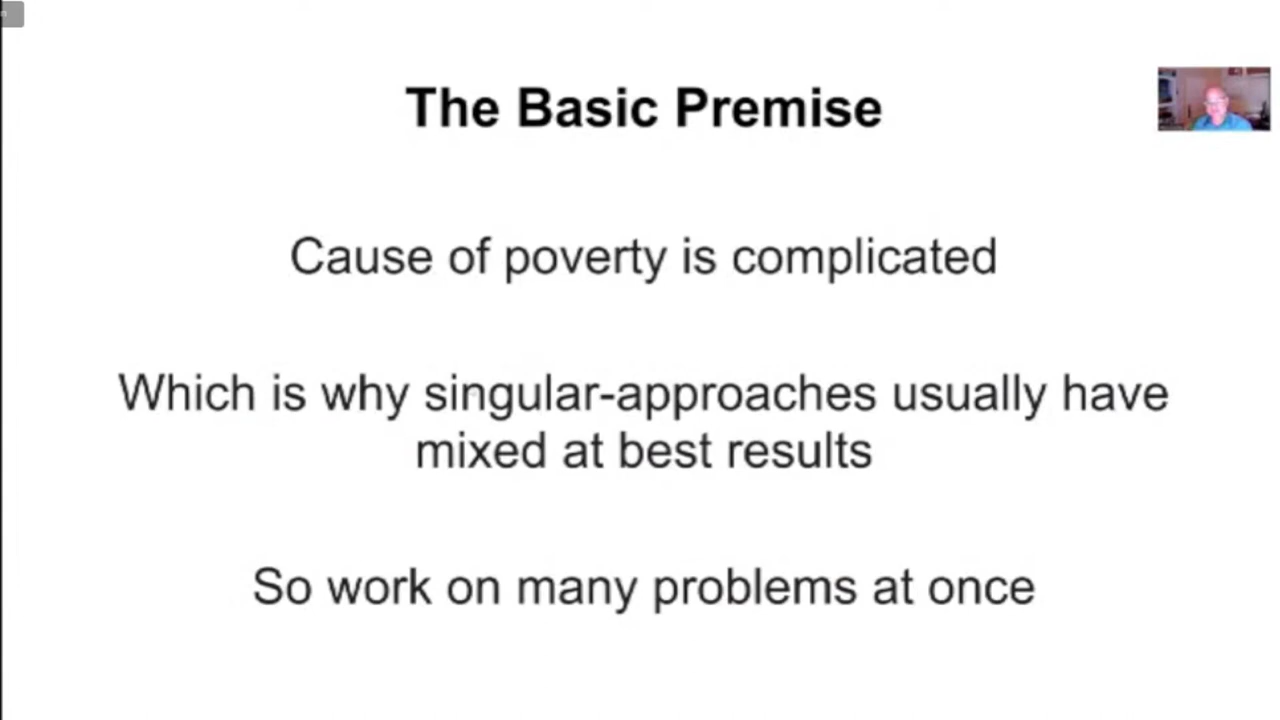 The Basic Premise
Cause of poverty is complicated
Which is why singular-approaches usually have
mixed at best results
So work on many problems at once